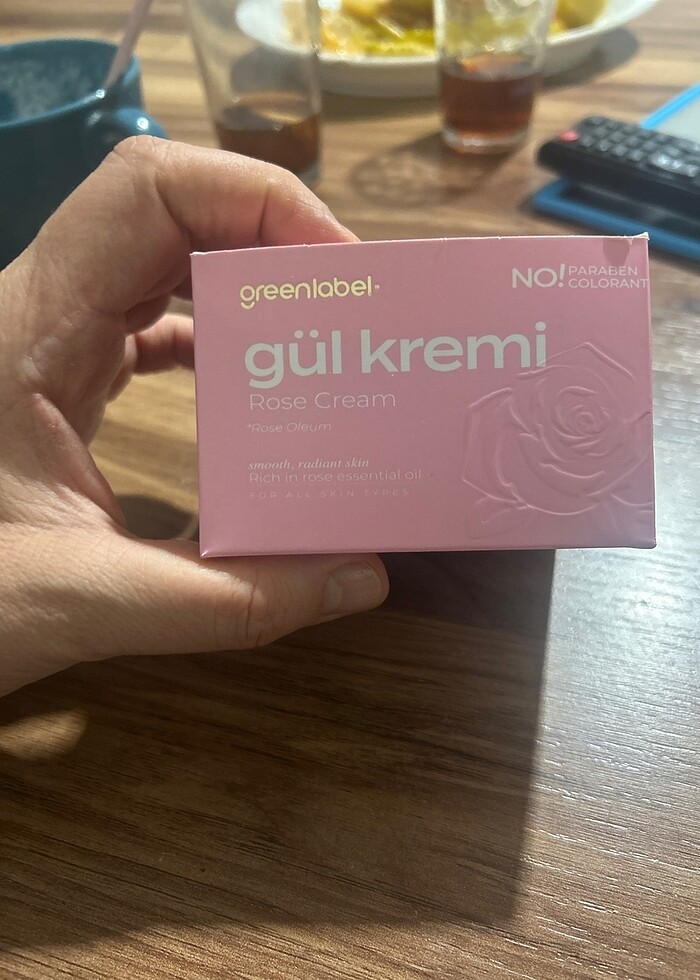 greenlabel
NO! PARABEN
COLORANT
gül kremi
Rose Cream
*Rose Oleum
smooth, radiant skin
Rich in rose essential oil
FOR ALL SKIN TYPES